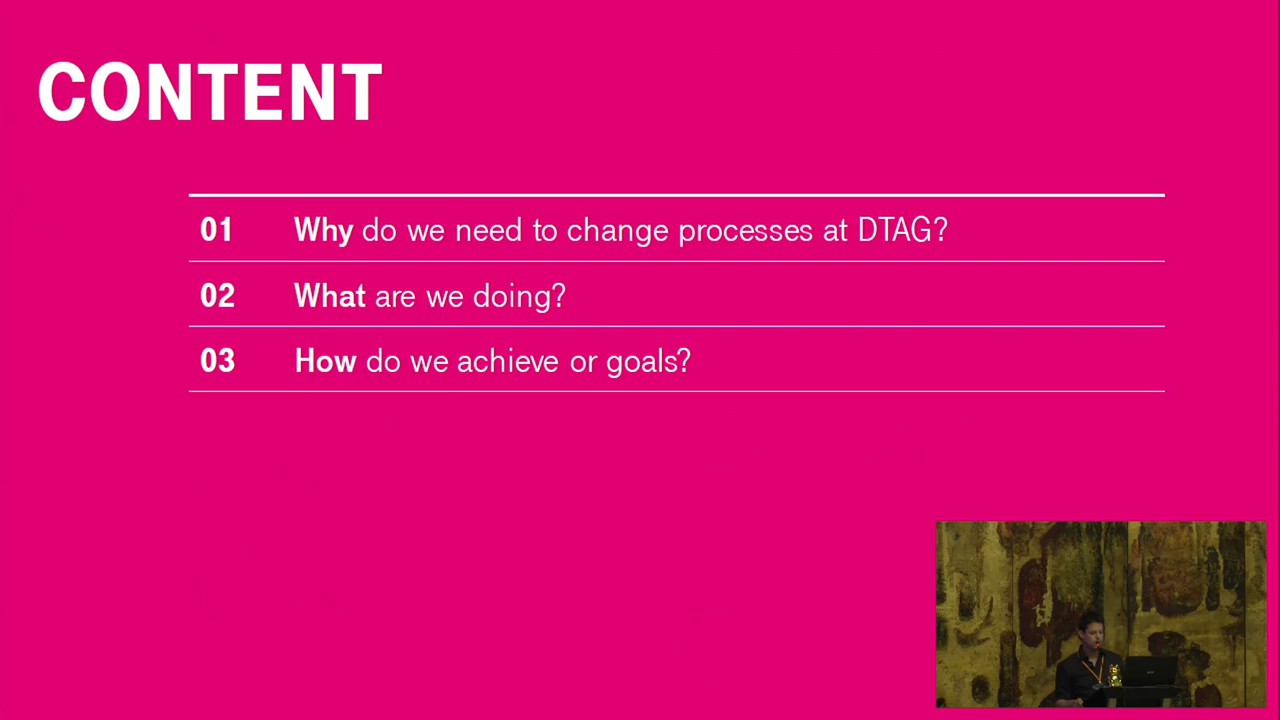 CONTENT
01 Why do we need to change processes at DTAG?
02 What are we doing?
03 How do we achieve or goals?